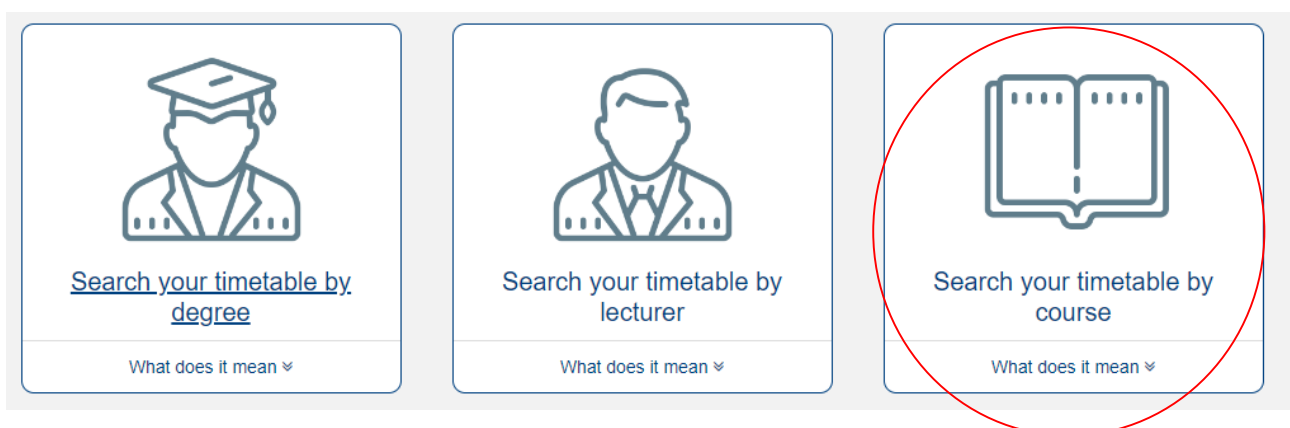 Search your timetable by
degree
What does it mean
Search your timetable by
lecturer
What does it mean
Search your timetable by
course
What does it mean